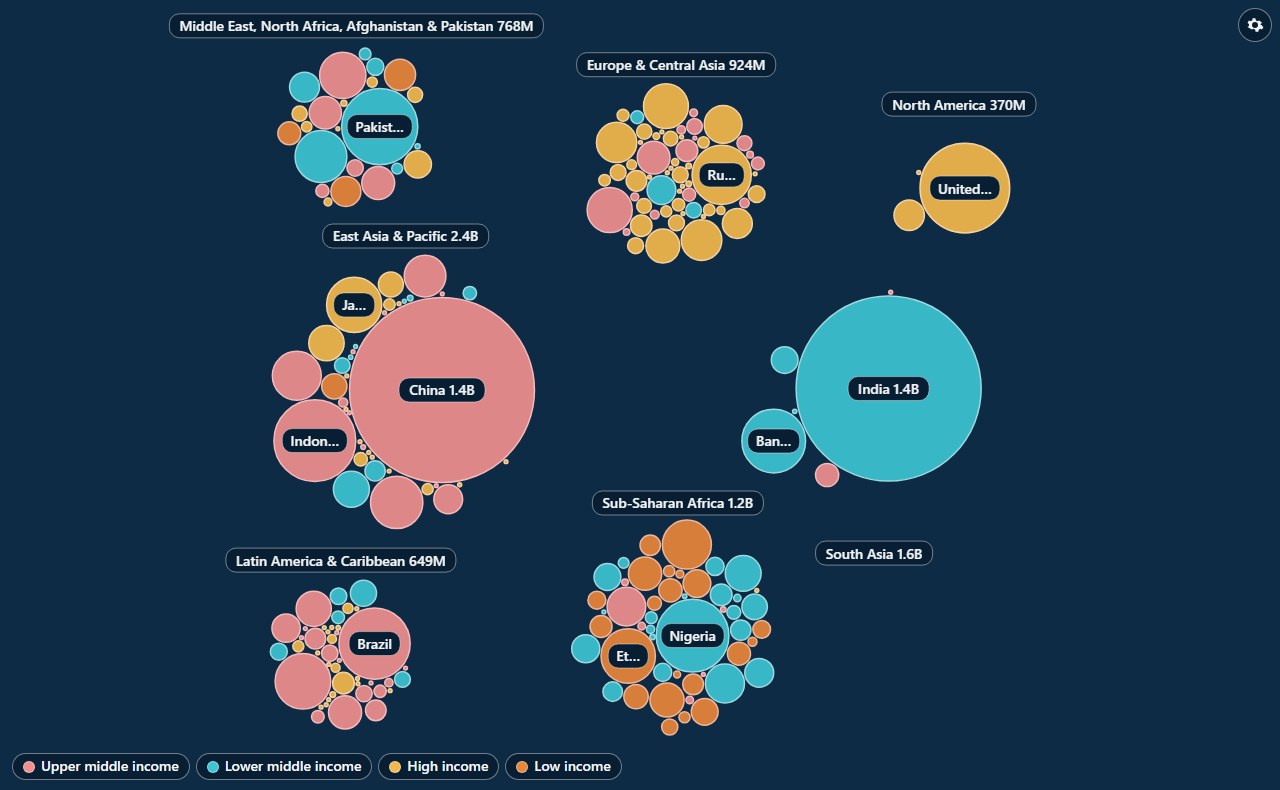 Middle East, North Africa, Afghanistan & Pakistan 768M
Pakist...
Europe & Central Asia 924M
Ru...
North America 370M
United...
East Asia & Pacific 2.4B
Ja...
China 1.4B
Indon...
India 1.4B
Ban...
Sub-Saharan Africa 1.2B
South Asia 1.6B
Nigeria
Et...
Latin America & Caribbean 649M
Brazil
Upper middle income
Lower middle income
High income
Low income